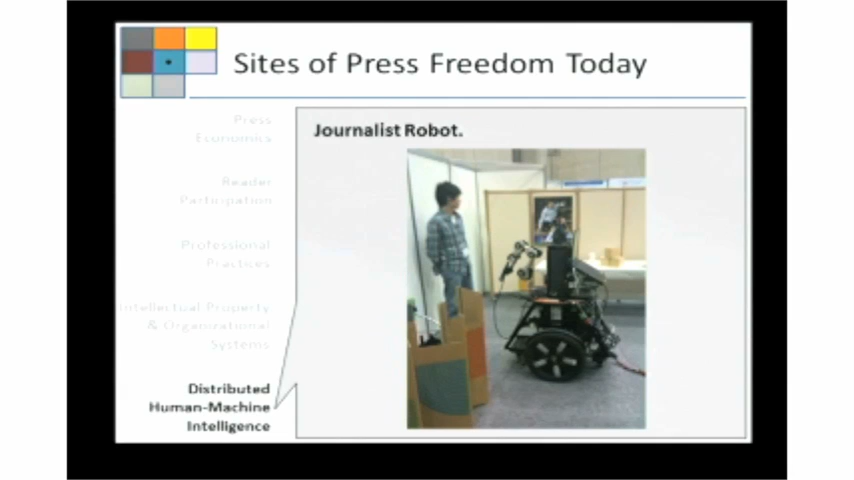 Sites of Press Freedom Today
Press
Economics
Reader
Participation
Professional
Practices
Intellectual Property
& Organizational
Systems
Distributed
Human-Machine
Intelligence
Journalist Robot.